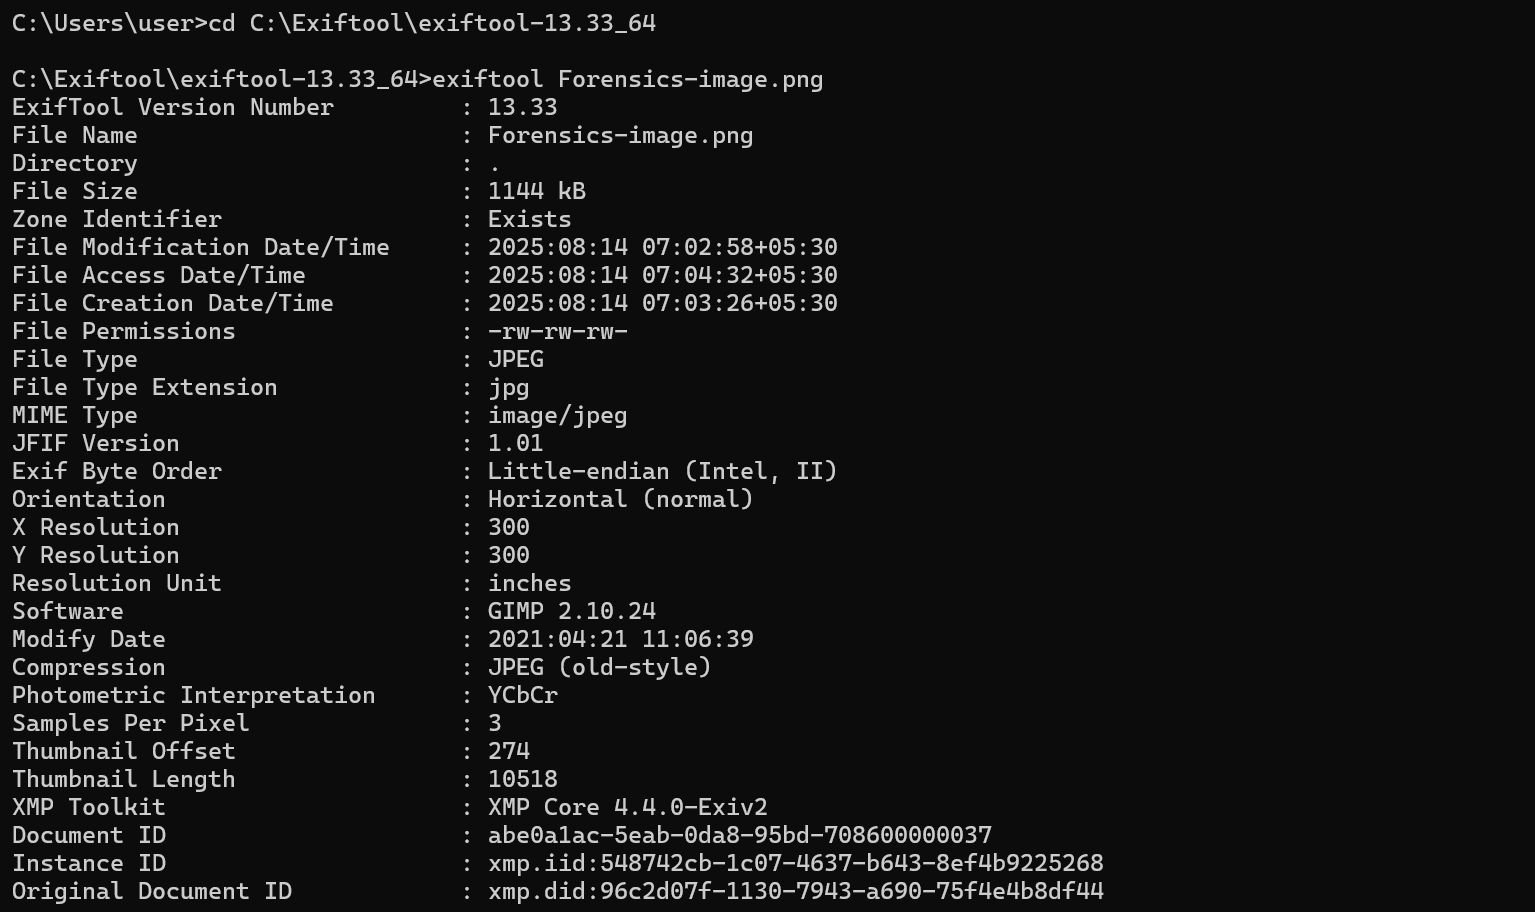 C:\Users\user>cd C:\Exiftool\exiftool-13.33_64
C:\Exiftool\exiftool-13.33_64>exiftool Forensics-image.png
ExifTool Version Number : 13.33
File Name : Forensics-image.png
Directory : .
File Size : 1144 kB
Zone Identifier : Exists
File Modification Date/Time : 2025:08:14 07:02:58+05:30
File Access Date/Time : 2025:08:14 07:04:32+05:30
File Creation Date/Time : 2025:08:14 07:03:26+05:30
File Permissions : -rw-rw-rw-
File Type : JPEG
File Type Extension : jpg
MIME Type : image/jpeg
JFIF Version : 1.01
Exif Byte Order : Little-endian (Intel, II)
Orientation : Horizontal (normal)
X Resolution : 300
Y Resolution : 300
Resolution Unit : inches
Software : GIMP 2.10.24
Modify Date : 2021:04:21 11:06:39
Compression : JPEG (old-style)
Photometric Interpretation : YCbCr
Samples Per Pixel : 3
Thumbnail Offset : 274
Thumbnail Length : 10518
XMP Toolkit : XMP Core 4.4.0-Exiv2
Document ID : abe0a1ac-5eab-0da8-95bd-708600000037
Instance ID : xmp.iid:548742cb-1c07-4637-b643-8ef4b9225268
Original Document ID : xmp.did:96c2d07f-1130-7943-a690-75f4e4b8df44